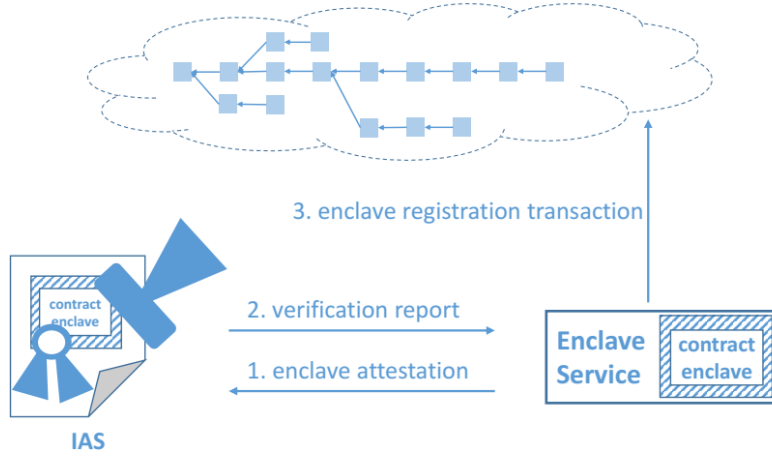 3. enclave registration transaction
contract
enclave
2. verification report
1. enclave attestation
Enclave
Service
contract
enclave
IAS